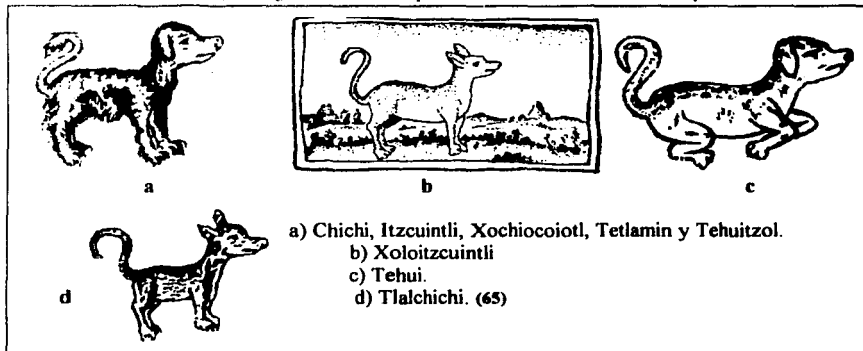 a
b
c
d
a) Chichi, Itzcuintli, Xochiocoiotl, Tetlamin y Tehuitzol.
b) Xoloitzcuintli
c) Tehui.
d) Tlalchichi. (65)